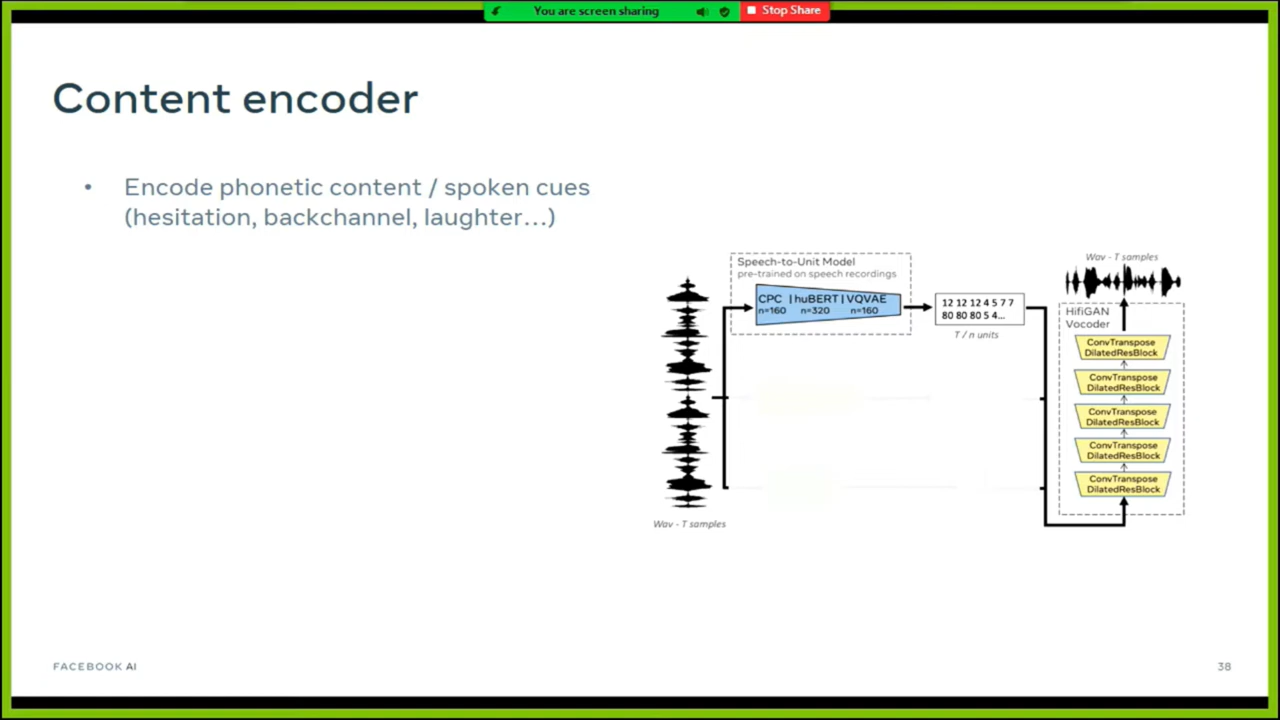 You are screen sharing
Stop Share
Content encoder
• Encode phonetic content / spoken cues
(hesitation, backchannel, laughter...)
Wav - T samples
Speech-to-Unit Model
pre-trained on speech recordings
CPC | huBERT | VQVAE
n=160 n=320 n=160
12 12 12 4 5 7 7
80 80 80 5 4...
T / n units
Wav - T samples
HifiGAN
Vocoder
ConvTranspose
DilatedResBlock
ConvTranspose
DilatedResBlock
ConvTranspose
DilatedResBlock
ConvTranspose
DilatedResBlock
ConvTranspose
DilatedResBlock
FACEBOOK AI
38